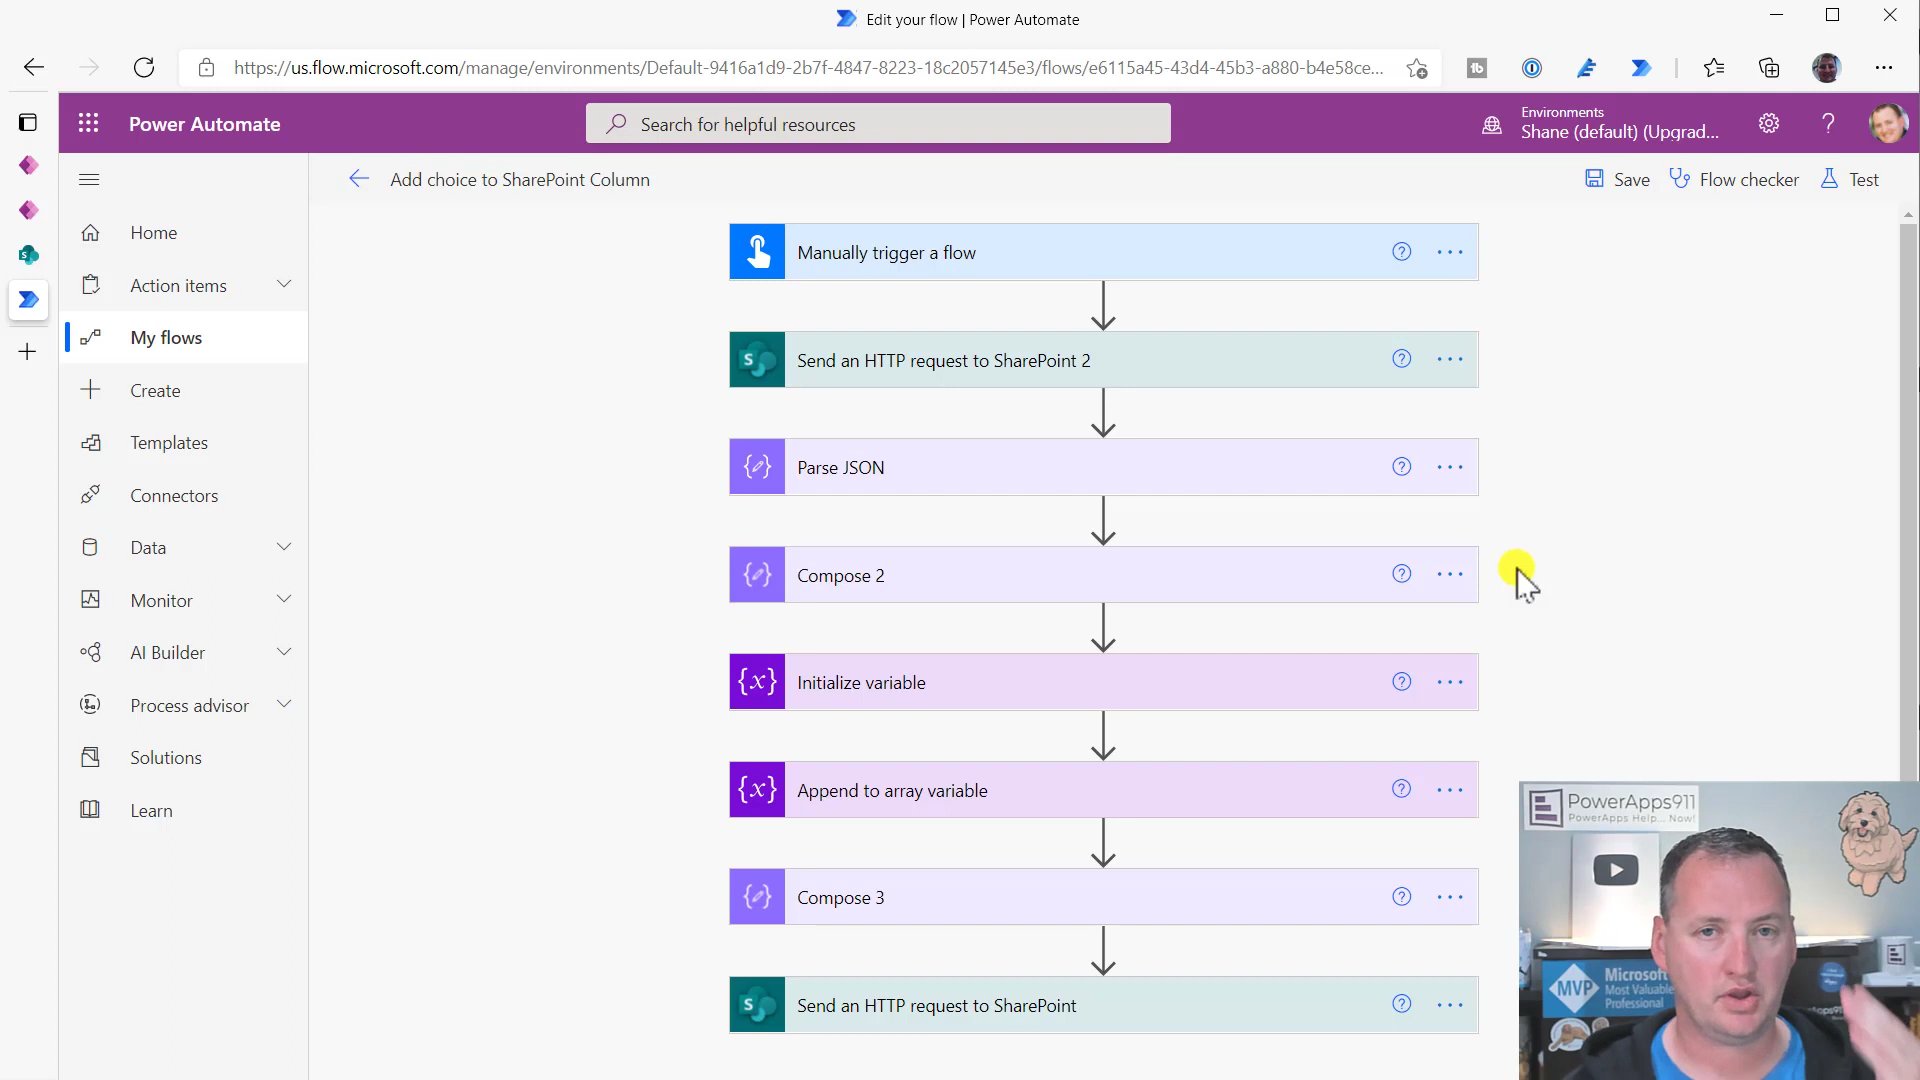 Edit your flow | Power Automate
https://us.flow.microsoft.com/manage/environments/Default-9416a1d9-2b7f-4847-8223-18c2057145e3/flows/e6115a45-43d4-45b3-a880-b4e58ce...
Power Automate
Search for helpful resources
Environments
Shane (default) (Upgrad...
Add choice to SharePoint Column
Save
Flow checker
Test
Home
Action items
My flows
Create
Templates
Connectors
Data
Monitor
AI Builder
Process advisor
Solutions
Learn
Manually trigger a flow
Send an HTTP request to SharePoint 2
Parse JSON
Compose 2
Initialize variable
Append to array variable
Compose 3
Send an HTTP request to SharePoint
PowerApps911
PowerApps Help... Now!
MVP
Microsoft
Most Valuable
Professional